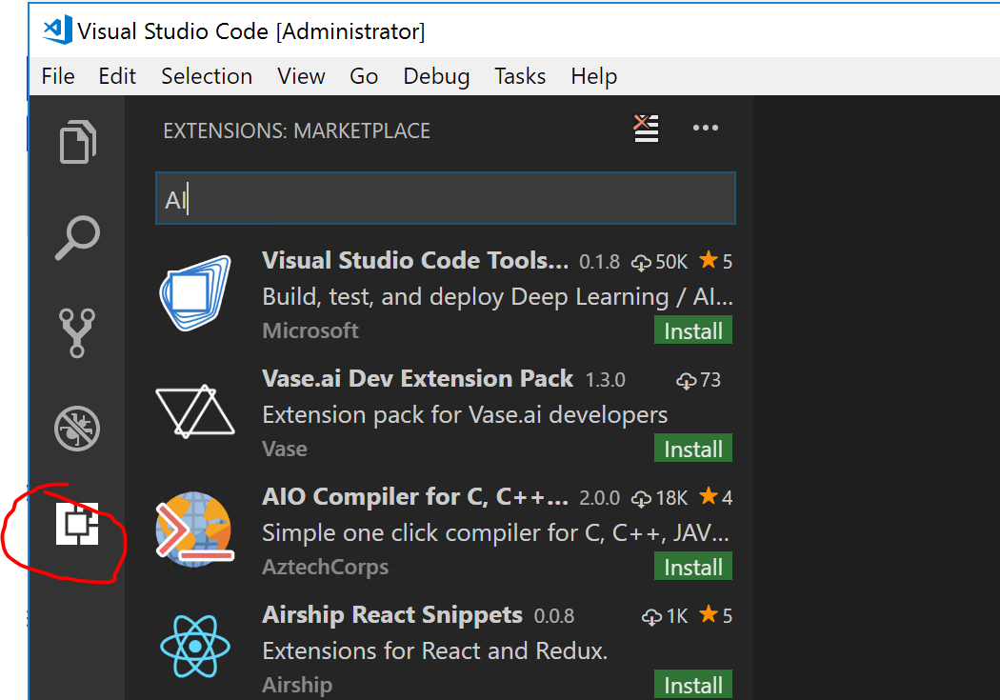 Visual Studio Code [Administrator]
File Edit Selection View Go Debug Tasks Help
EXTENSIONS: MARKETPLACE
AI
Visual Studio Code Tools... 0.1.8 50K 5
Build, test, and deploy Deep Learning / AI...
Microsoft Install
Vase.ai Dev Extension Pack 1.3.0 73
Extension pack for Vase.ai developers
Vase Install
AIO Compiler for C, C++... 2.0.0 18K 4
Simple one click compiler for C, C++, JAV...
AztechCorps Install
Airship React Snippets 0.0.8 1K 5
Extensions for React and Redux.
Airship Install